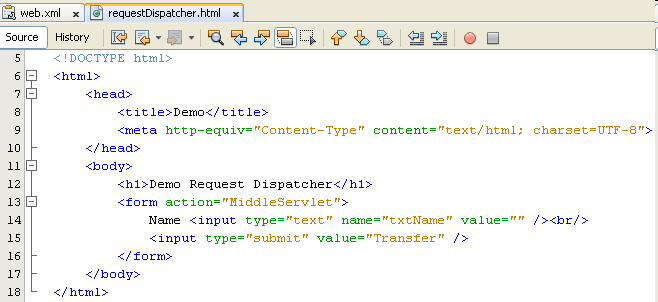 web.xml requestDispatcher.html
Source History
5 <!DOCTYPE html>
6 <html>
7 <head>
8 <title>Demo</title>
9 <meta http-equiv="Content-Type" content="text/html; charset=UTF-8">
10 </head>
11 <body>
12 <h1>Demo Request Dispatcher</h1>
13 <form action="MiddleServlet">
14 Name <input type="text" name="txtName" value="" /><br/>
15 <input type="submit" value="Transfer" />
16 </form>
17 </body>
18 </html>